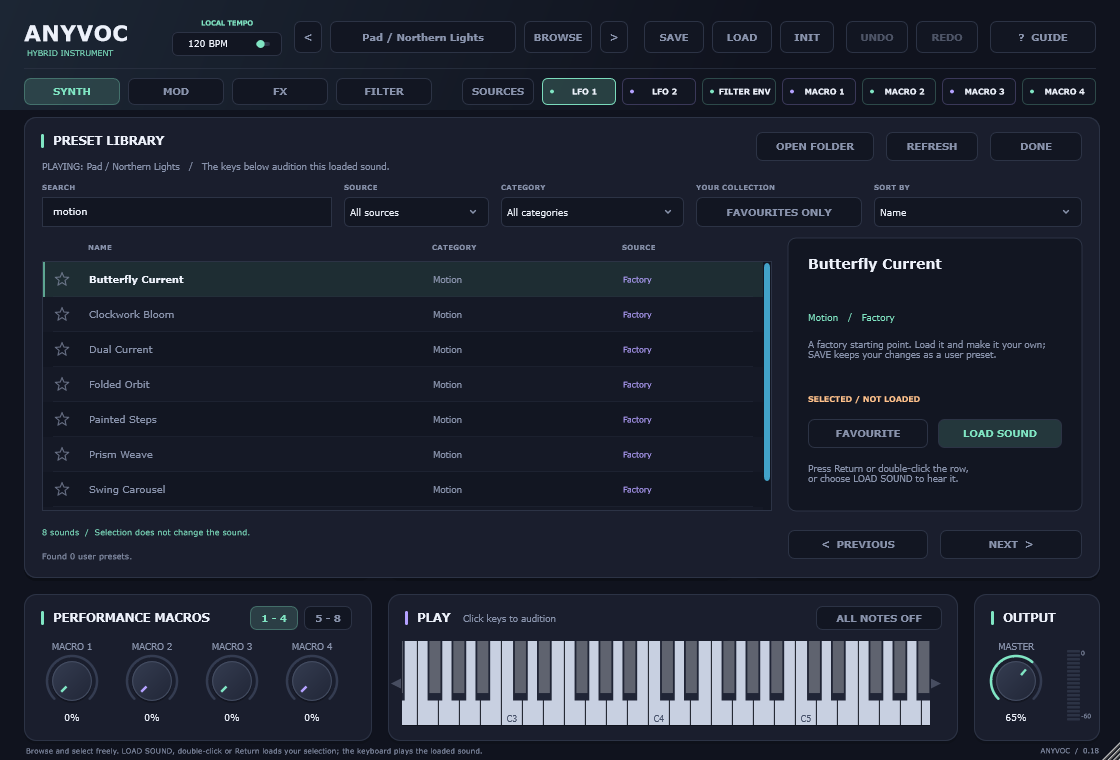 ANYVOC
HYBRID INSTRUMENT
LOCAL TEMPO
120 BPM
< Pad / Northern Lights BROWSE > SAVE LOAD INIT UNDO REDO ? GUIDE
SYNTH MOD FX FILTER SOURCES LFO 1 LFO 2 FILTER ENV MACRO 1 MACRO 2 MACRO 3 MACRO 4
PRESET LIBRARY
OPEN FOLDER REFRESH DONE
PLAYING: Pad / Northern Lights / The keys below audition this loaded sound.
SEARCH SOURCE CATEGORY YOUR COLLECTION SORT BY
motion All sources All categories FAVOURITES ONLY Name
NAME CATEGORY SOURCE
Butterfly Current Motion Factory
Clockwork Bloom Motion Factory
Dual Current Motion Factory
Folded Orbit Motion Factory
Painted Steps Motion Factory
Prism Weave Motion Factory
Swing Carousel Motion Factory
Butterfly Current
Motion / Factory
A factory starting point. Load it and make it your own;
SAVE keeps your changes as a user preset.
SELECTED / NOT LOADED
FAVOURITE LOAD SOUND
Press Return or double-click the row,
or choose LOAD SOUND to hear it.
8 sounds / Selection does not change the sound.
Found 0 user presets.
< PREVIOUS NEXT >
PERFORMANCE MACROS 1 - 4 5 - 8
MACRO 1 MACRO 2 MACRO 3 MACRO 4
0% 0% 0% 0%
PLAY Click keys to audition ALL NOTES OFF
C3 C4 C5
OUTPUT
MASTER
0
-60
65%
Browse and select freely. LOAD SOUND, double-click or Return loads your selection; the keyboard plays the loaded sound.
ANYVOC / 0.18